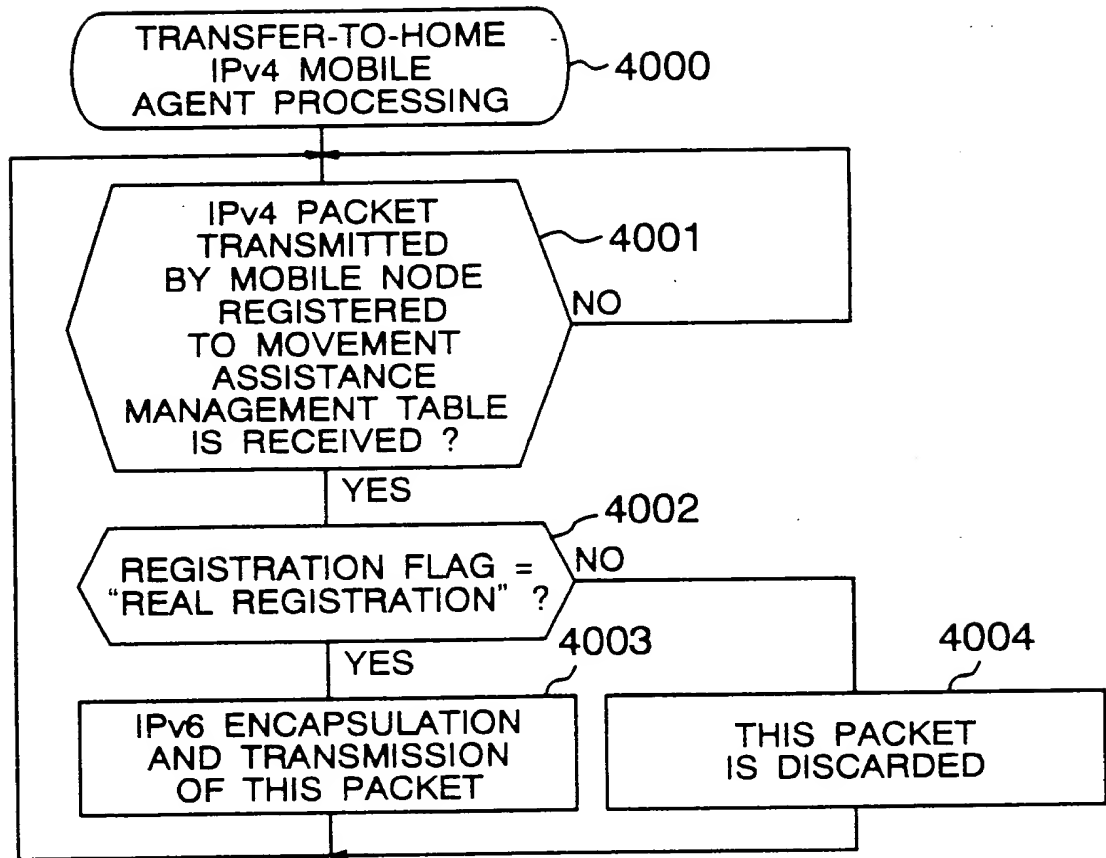 TRANSFER-TO-HOME
IPv4 MOBILE
AGENT PROCESSING
4000
IPv4 PACKET
TRANSMITTED
BY MOBILE NODE
REGISTERED
TO MOVEMENT
ASSISTANCE
MANAGEMENT TABLE
IS RECEIVED ?
4001
NO
YES
4002
REGISTRATION FLAG =
“REAL REGISTRATION” ?
NO
YES
4003
IPv6 ENCAPSULATION
AND TRANSMISSION
OF THIS PACKET
4004
THIS PACKET
IS DISCARDED